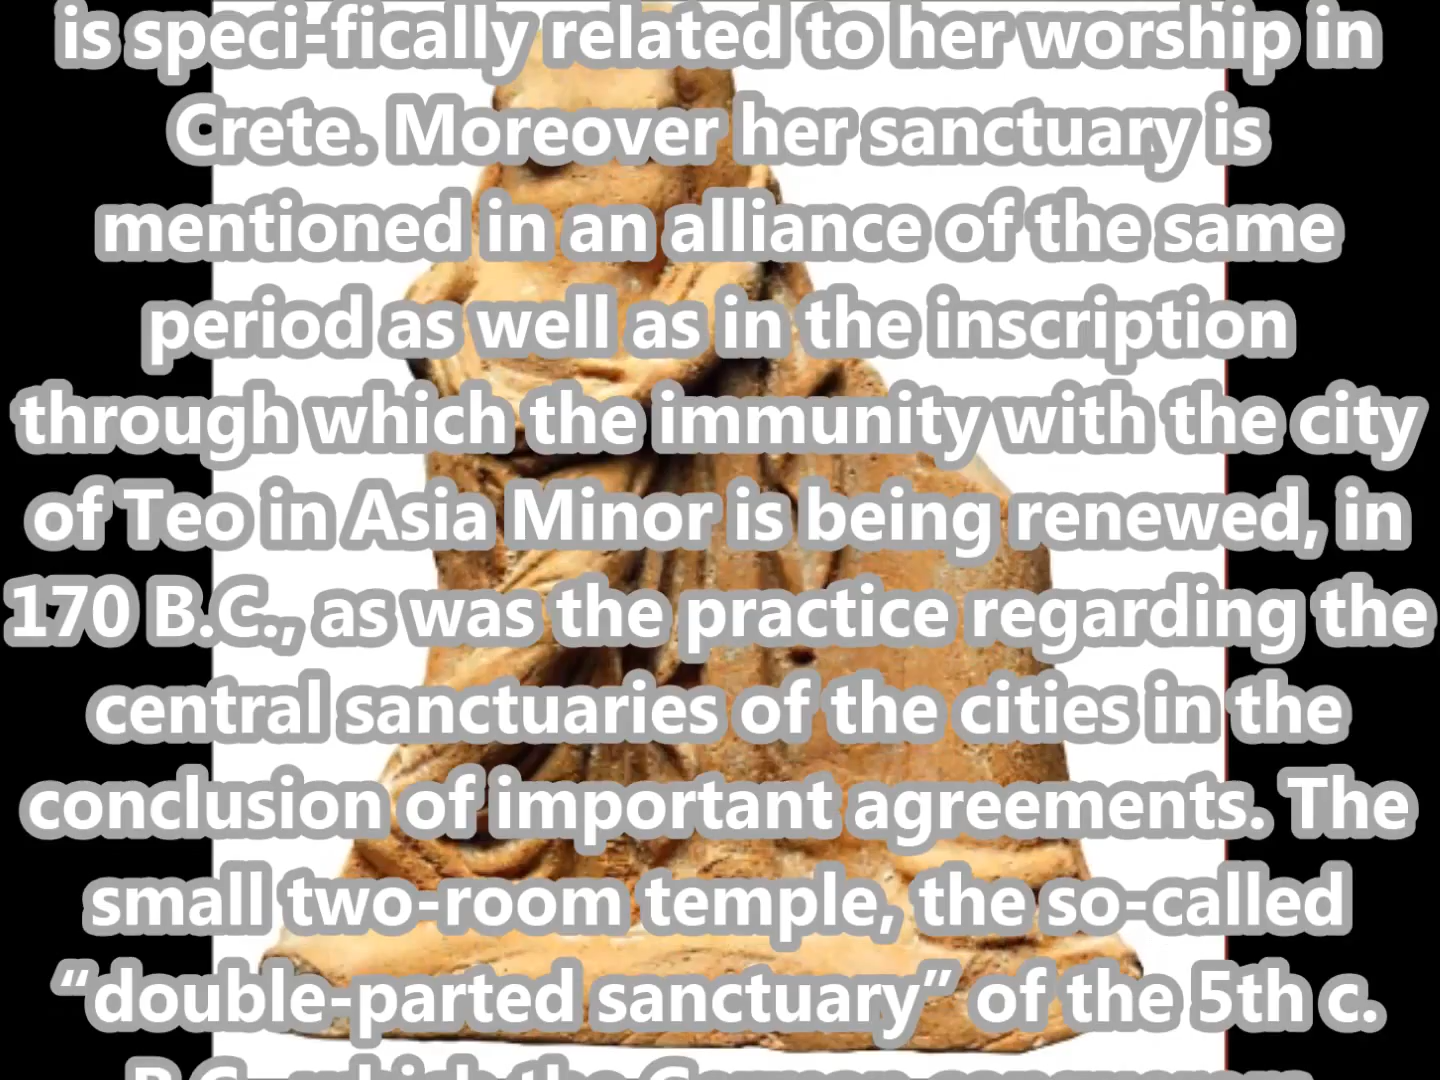 is speci-fically related to her worship in
Crete. Moreover her sanctuary is
mentioned in an alliance of the same
period as well as in the inscription
through which the immunity with the city
of Teo in Asia Minor is being renewed, in
170 B.C., as was the practice regarding the
central sanctuaries of the cities in the
conclusion of important agreements. The
small two-room temple, the so-called
“double-parted sanctuary” of the 5th c.
B.C., which the German